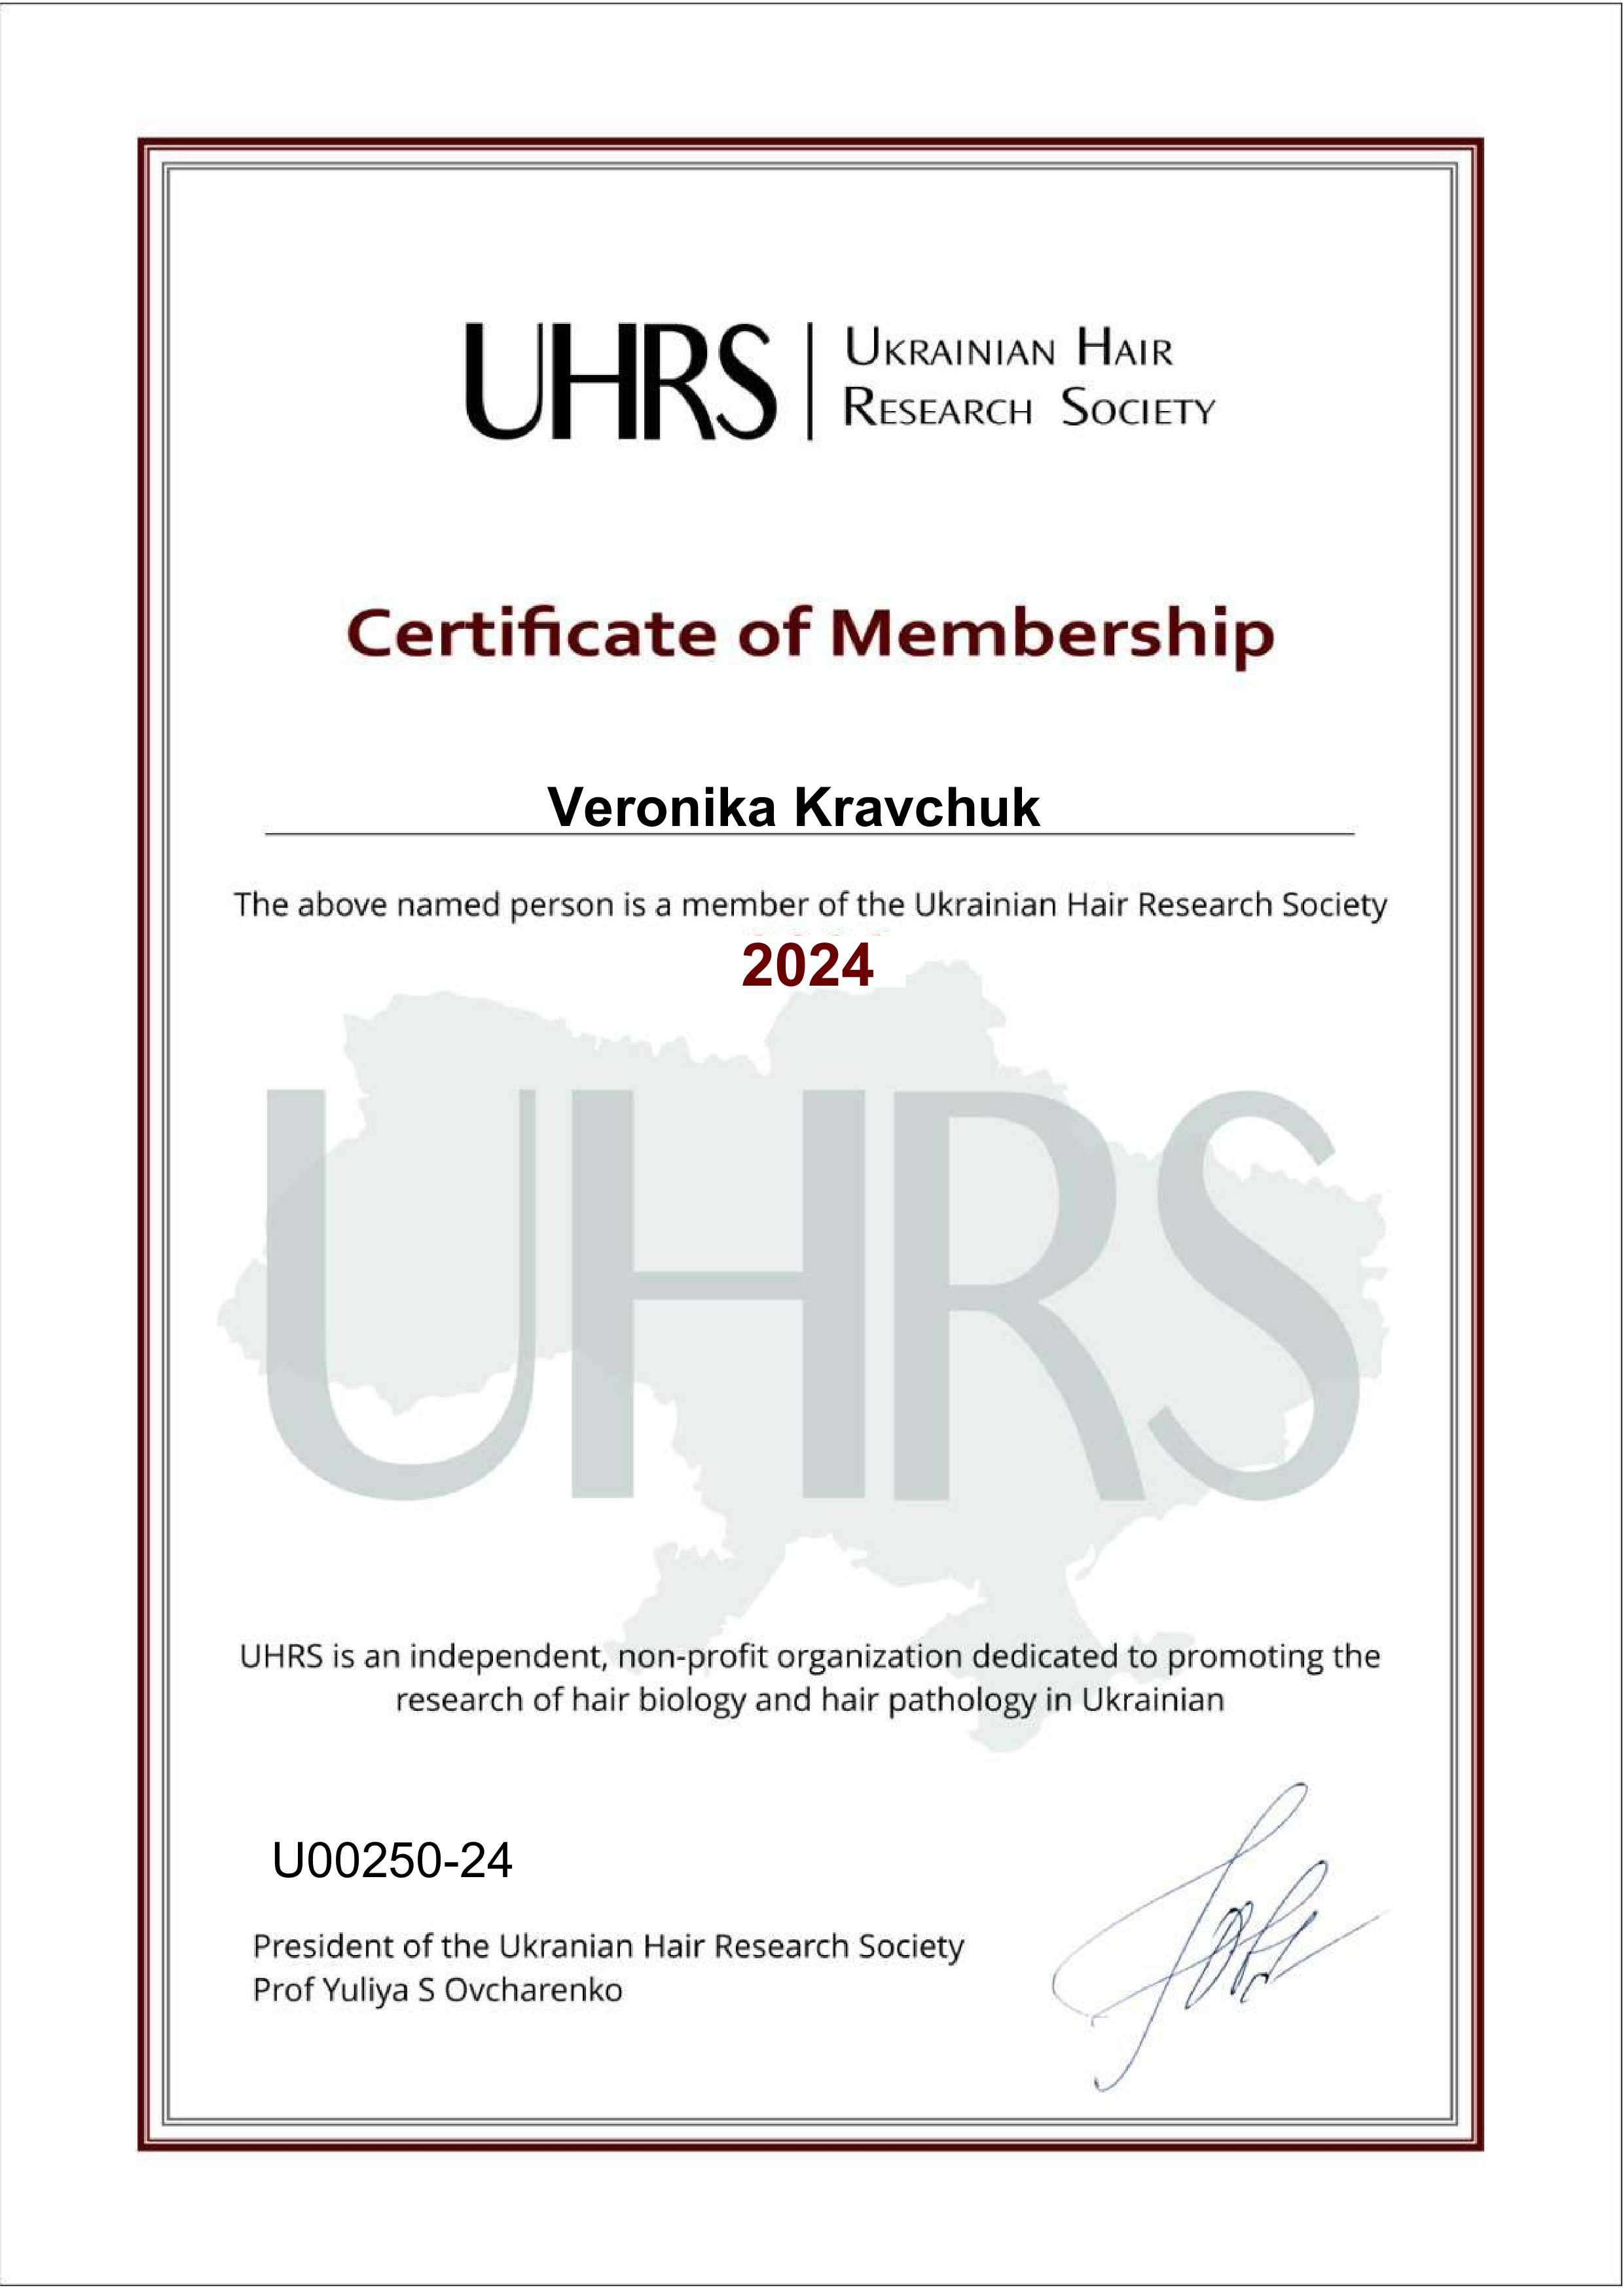 UHRS
UKRAINIAN HAIR
RESEARCH SOCIETY
Certificate of Membership
Veronika Kravchuk
The above named person is a member of the Ukrainian Hair Research Society
2024
UHRS
UHRS is an independent, non-profit organization dedicated to promoting the
research of hair biology and hair pathology in Ukrainian
U00250-24
President of the Ukranian Hair Research Society
Prof Yuliya S Ovcharenko